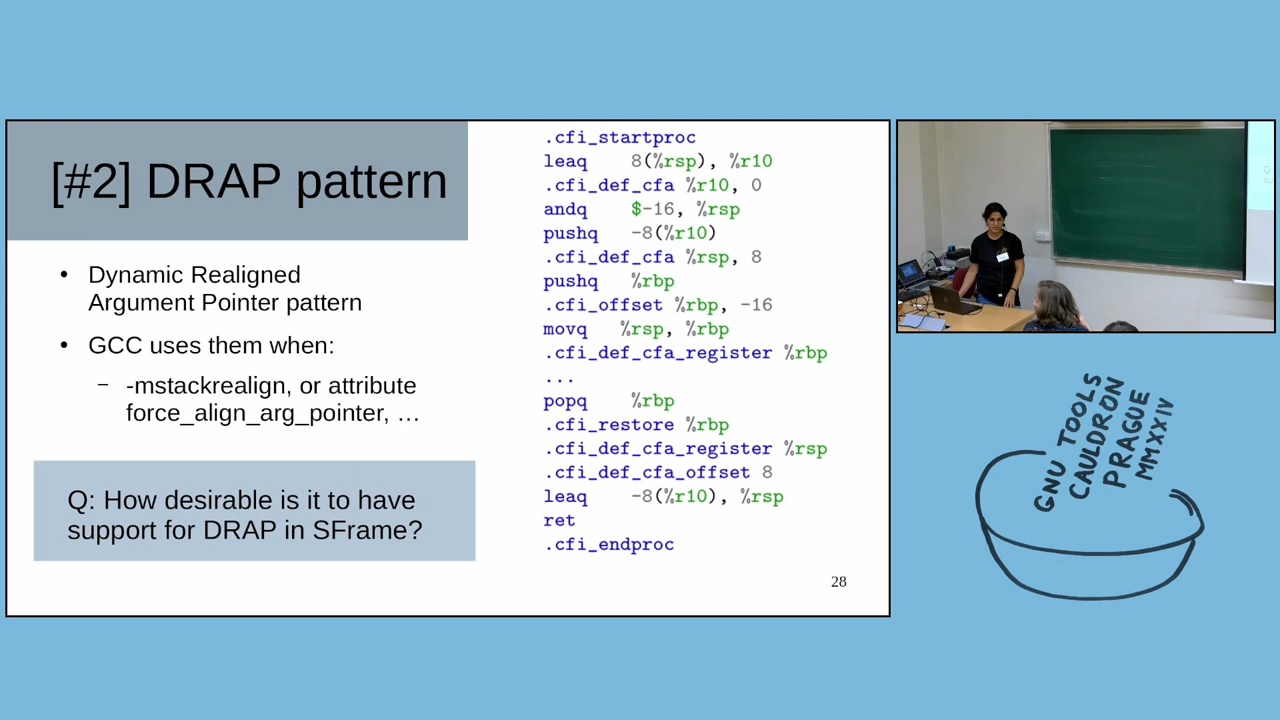 [#2] DRAP pattern
• Dynamic Realigned
Argument Pointer pattern
• GCC uses them when:
– -mstackrealign, or attribute
force_align_arg_pointer, …
Q: How desirable is it to have
support for DRAP in SFrame?
.cfi_startproc
leaq 8(%rsp), %r10
.cfi_def_cfa %r10, 0
andq $-16, %rsp
pushq -8(%r10)
.cfi_def_cfa %rsp, 8
pushq %rbp
.cfi_offset %rbp, -16
movq %rsp, %rbp
.cfi_def_cfa_register %rbp
...
popq %rbp
.cfi_restore %rbp
.cfi_def_cfa_register %rsp
.cfi_def_cfa_offset 8
leaq -8(%r10), %rsp
ret
.cfi_endproc
28
GNU TOOLS
CAULDRON
PRAGUE
MMXXIV